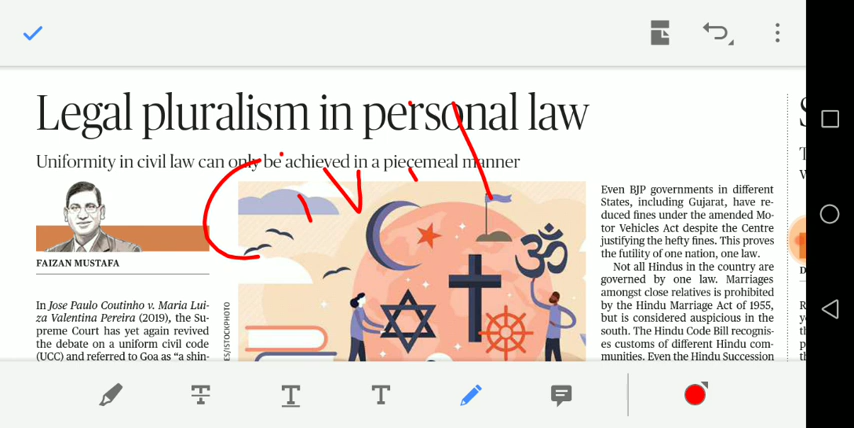 Legal pluralism in personal law
Uniformity in civil law can only be achieved in a piecemeal manner
Civil
FAIZAN MUSTAFA
In Jose Paulo Coutinho v. Maria Lui-
za Valentina Pereira (2019), the Su-
preme Court has yet again revived
the debate on a uniform civil code
(UCC) and referred to Goa as “a shin-
ES/ISTOCKPHOTO
ॐ
Even BJP governments in different
States, including Gujarat, have re-
duced fines under the amended Mo-
tor Vehicles Act despite the Centre
justifying the hefty fines. This proves
the futility of one nation, one law.
Not all Hindus in the country are
governed by one law. Marriages
amongst close relatives is prohibited
by the Hindu Marriage Act of 1955,
but is considered auspicious in the
south. The Hindu Code Bill recognis-
es customs of different Hindu com-
munities. Even the Hindu Succession
S
T
w
D
R
T
T
T